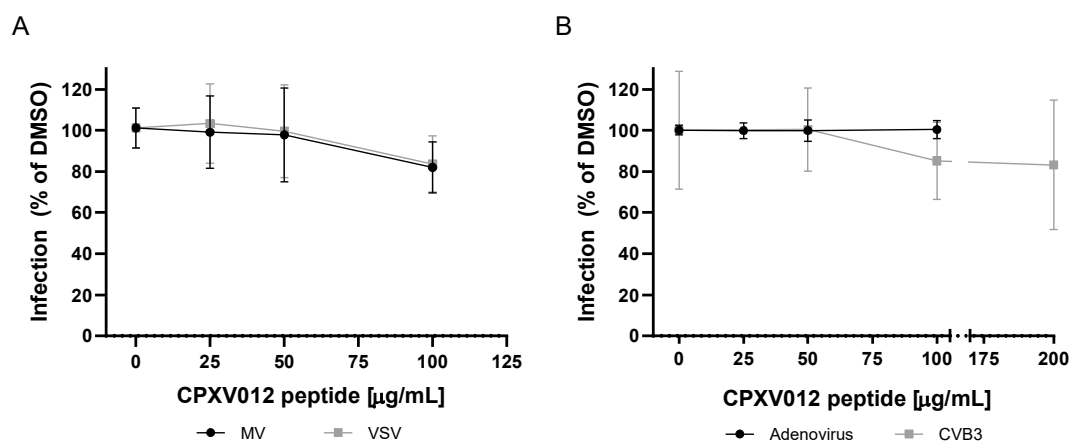 A
B
Infection (% of DMSO)
120
100
80
60
40
20
0
0 25 50 75 100 125
CPXV012 peptide [μg/mL]
MV VSV
Infection (% of DMSO)
120
100
80
60
40
20
0
0 25 50 75 100 175 200
CPXV012 peptide [μg/mL]
Adenovirus CVB3